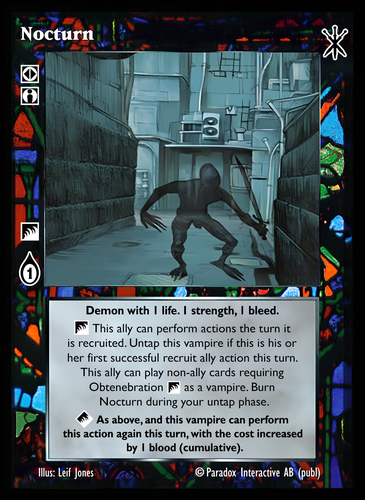 Nocturn
1
Demon with 1 life. 1 strength, 1 bleed.
This ally can perform actions the turn it
is recruited. Untap this vampire if this is his or
her first successful recruit ally action this turn.
This ally can play non-ally cards requiring
Obtenebration as a vampire. Burn
Nocturn during your untap phase.
As above, and this vampire can perform
this action again this turn, with the cost increased
by 1 blood (cumulative).
Illus: Leif Jones © Paradox Interactive AB (publ)